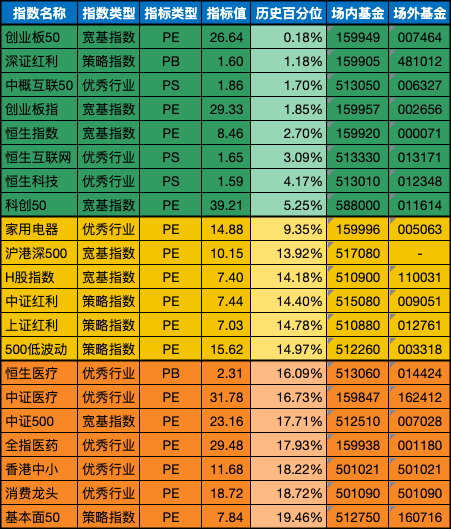 指数名称 指数类型 指标类型 指标值 历史百分位 场内基金 场外基金
创业板50 宽基指数 PE 26.64 0.18% 159949 007464
深证红利 策略指数 PB 1.60 1.18% 159905 481012
中概互联50 优秀行业 PS 1.86 1.70% 513050 006327
创业板指 宽基指数 PE 29.33 1.85% 159957 002656
恒生指数 宽基指数 PE 8.46 2.70% 159920 000071
恒生互联网 优秀行业 PS 1.65 3.09% 513330 013171
恒生科技 优秀行业 PS 1.59 4.17% 513010 012348
科创50 宽基指数 PE 39.21 5.25% 588000 011614
家用电器 优秀行业 PE 14.88 9.35% 159996 005063
沪港深500 宽基指数 PE 10.15 13.92% 517080 -
H股指数 宽基指数 PE 7.40 14.18% 510900 110031
中证红利 策略指数 PE 7.44 14.40% 515080 009051
上证红利 策略指数 PE 7.03 14.78% 510880 012761
500低波动 策略指数 PE 15.62 14.97% 512260 003318
恒生医疗 优秀行业 PB 2.31 16.09% 513060 014424
中证医疗 优秀行业 PE 31.78 16.73% 159847 162412
中证500 宽基指数 PE 23.16 17.71% 512510 007028
全指医药 优秀行业 PE 29.48 17.93% 159938 001180
香港中小 优秀行业 PE 11.68 18.22% 501021 501021
消费龙头 优秀行业 PE 18.72 18.72% 501090 501090
基本面50 策略指数 PE 7.84 19.46% 512750 160716